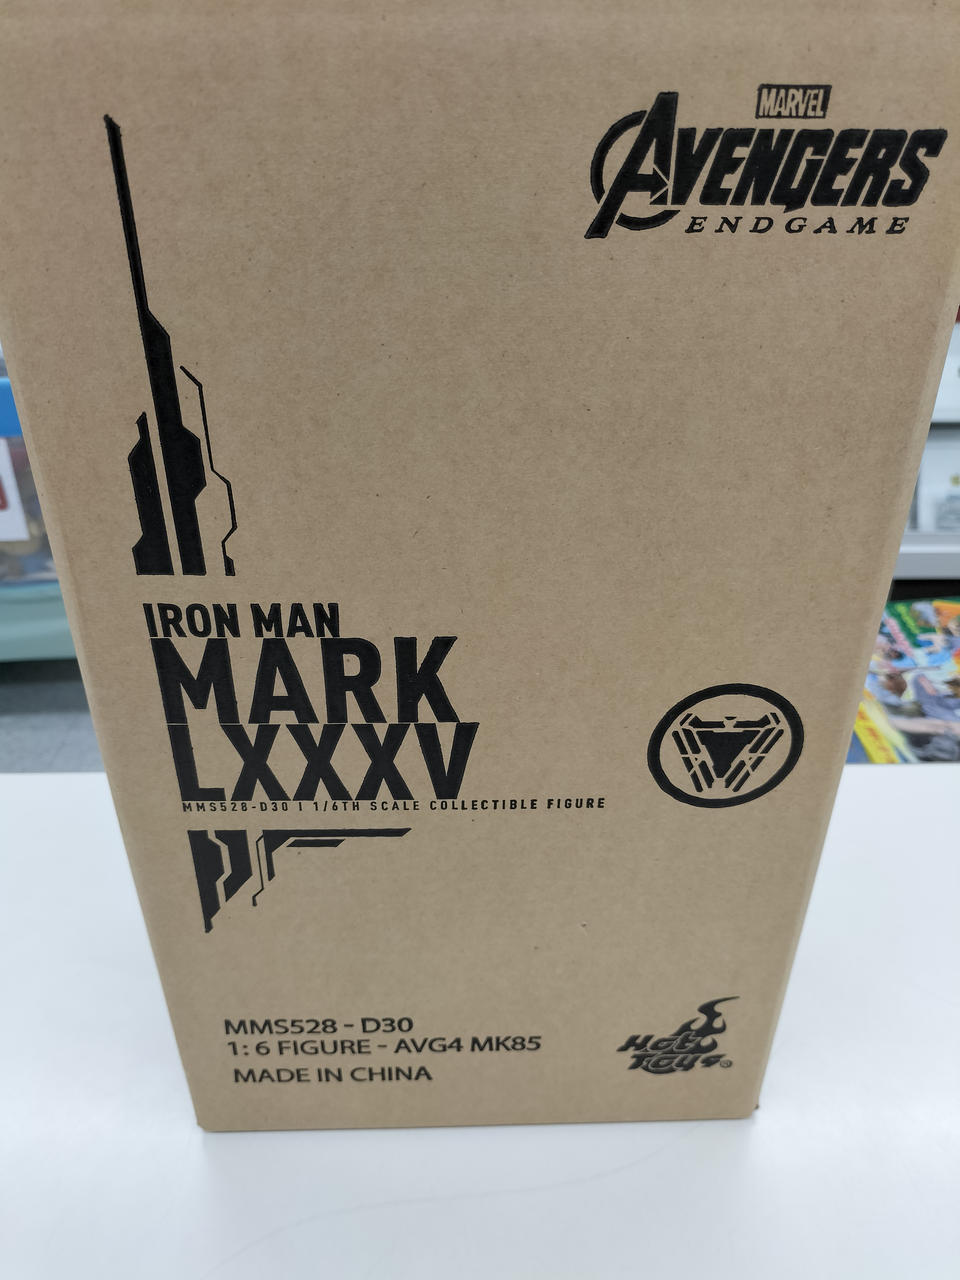 MARVEL
AVENGERS
ENDGAME
IRON MAN
MARK
LXXXV
MMS528-D30 | 1/6TH SCALE COLLECTIBLE FIGURE
MMS528 - D30
1: 6 FIGURE - AVG4 MK85
MADE IN CHINA
Hot
Toys®